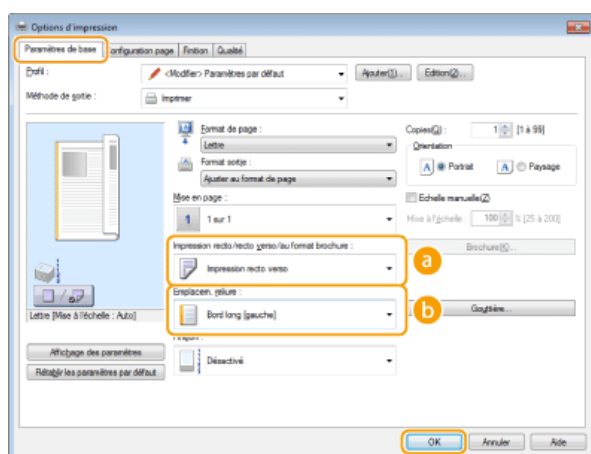 Options d'impression
Paramètres de base onfiguration page Finition Qualité
Profil : <Modifier> Paramètres par défaut Ajouter(1)... Edition(2)...
Méthode de sortie : Imprimer
Format de page : Copies(Q) : 1 [1 à 99]
Lettre Orientation
Format sortie : A Portrait A Paysage
Ajuster au format de page
Mise en page : Echelle manuelle(Z)
1 1 sur 1 Mise à l'échelle : 100 % [25 à 200]
Impression recto/recto verso/au format brochure : Brochure(K)...
Impression recto verso a
Emplacem. reliure :
Bord long [gauche] b Gouttière...
Lettre [Mise à l'échelle : Auto]
Affichage des paramètres Désactivé
Rétablir les paramètres par défaut
OK Annuler Aide